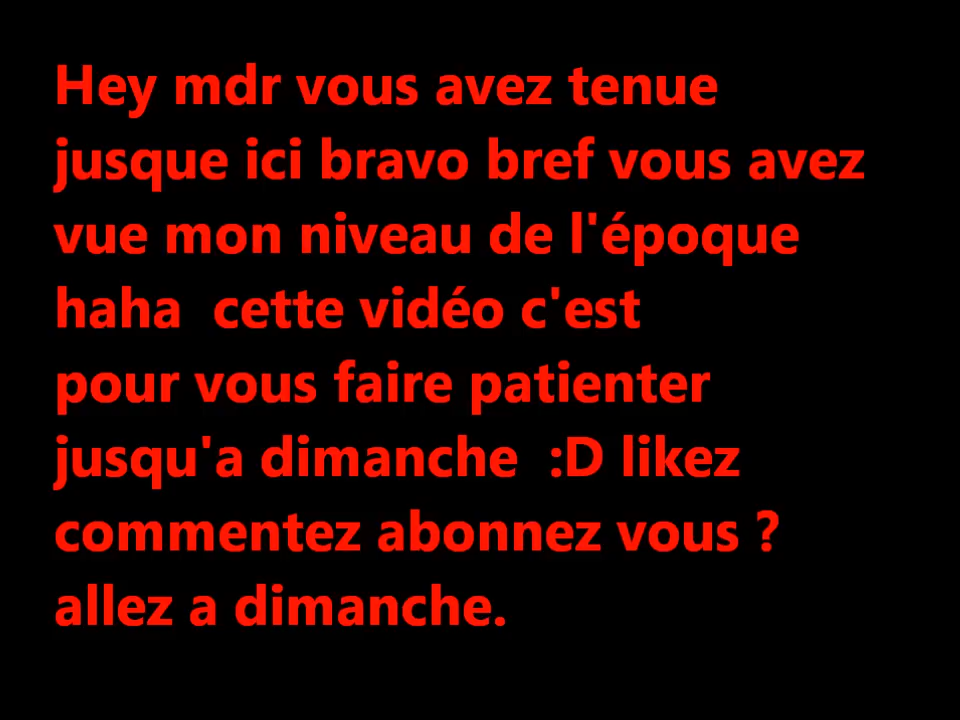 Hey mdr vous avez tenue
jusque ici bravo bref vous avez
vue mon niveau de l'époque
haha  cette vidéo c'est
pour vous faire patienter
jusqu'a dimanche  :D likez
commentez abonnez vous ?
allez a dimanche.